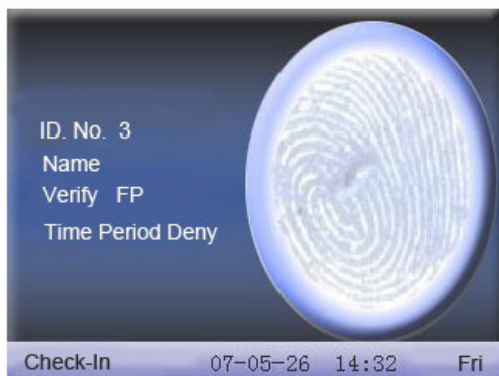 ID. No. 3
Name
Verify FP
Time Period Deny
Check-In 07-05-26 14:32 Fri